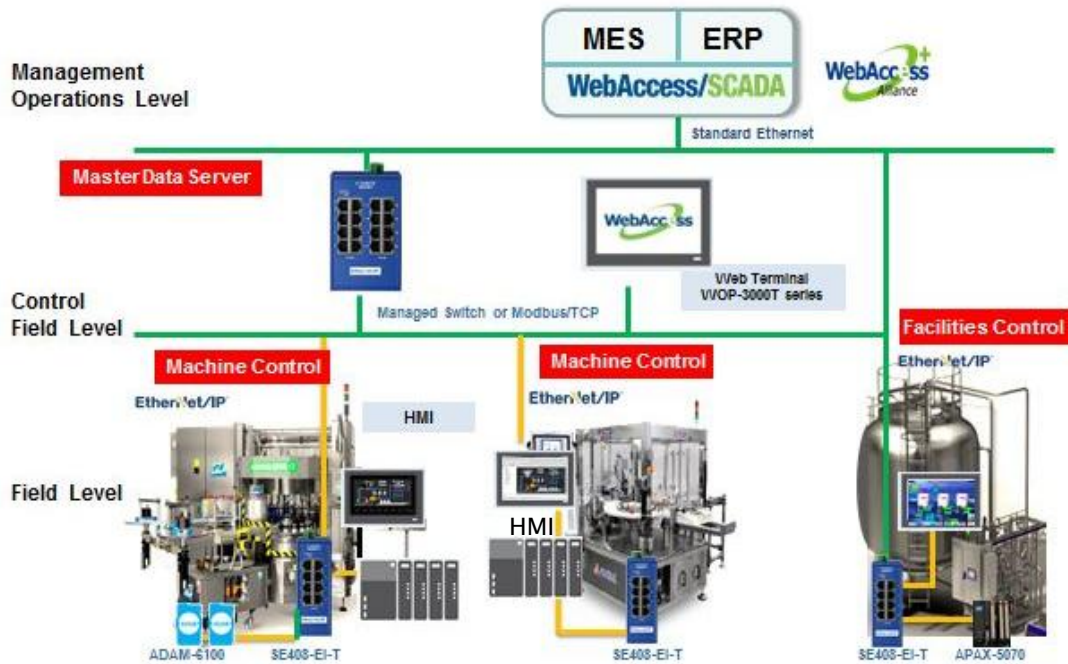 MES
ERP
WebAccess/SCADA
WebAccess+
Alliance
Management
Operations Level
Standard Ethernet
MasterData Server
WebAccess
Web Terminal
WOP-3000T series
Control
Field Level
Managed Switch or Modbus/TCP
Facilities Control
EtherNet/IP
Machine Control
Machine Control
EtherNet/IP
HMI
EtherNet/IP
Field Level
HMI
ADAM-6100
SE408-EI-T
SE408-EI-T
SE408-EI-T
APAX-5070